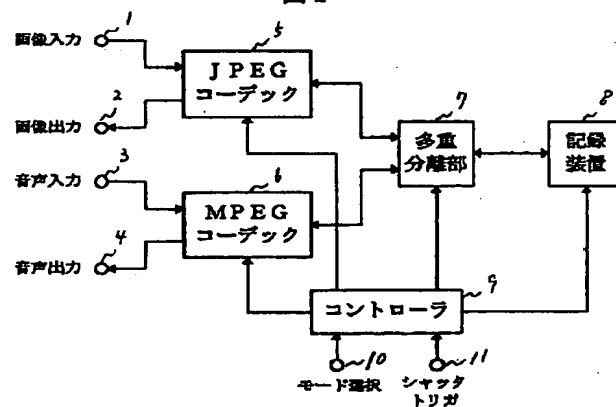 1
画像入力
5
JPEG
コーデック
2
画像出力
7
多重
分離部
8
記録
装置
3
音声入力
6
MPEG
コーデック
4
音声出力
9
コントローラ
10
11
モード選択
シャッタ
トリガ